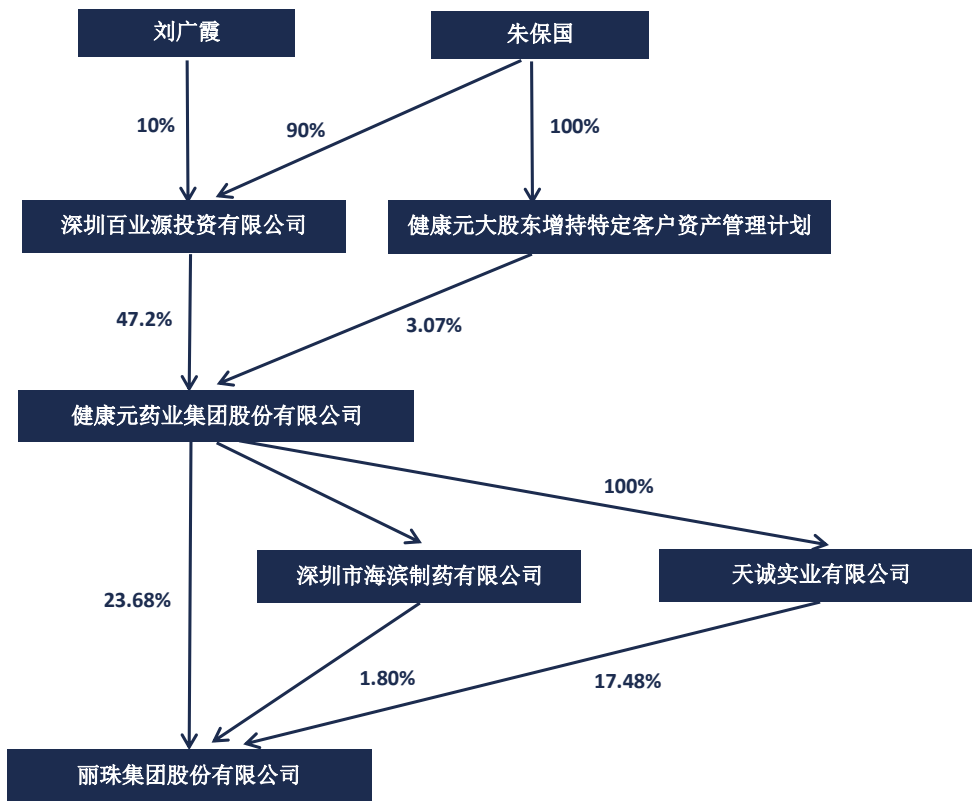 刘广霞
朱保国
10%
90%
100%
深圳百业源投资有限公司
健康元大股东增持特定客户资产管理计划
47.2%
3.07%
健康元药业集团股份有限公司
100%
深圳市海滨制药有限公司
天诚实业有限公司
23.68%
1.80%
17.48%
丽珠集团股份有限公司